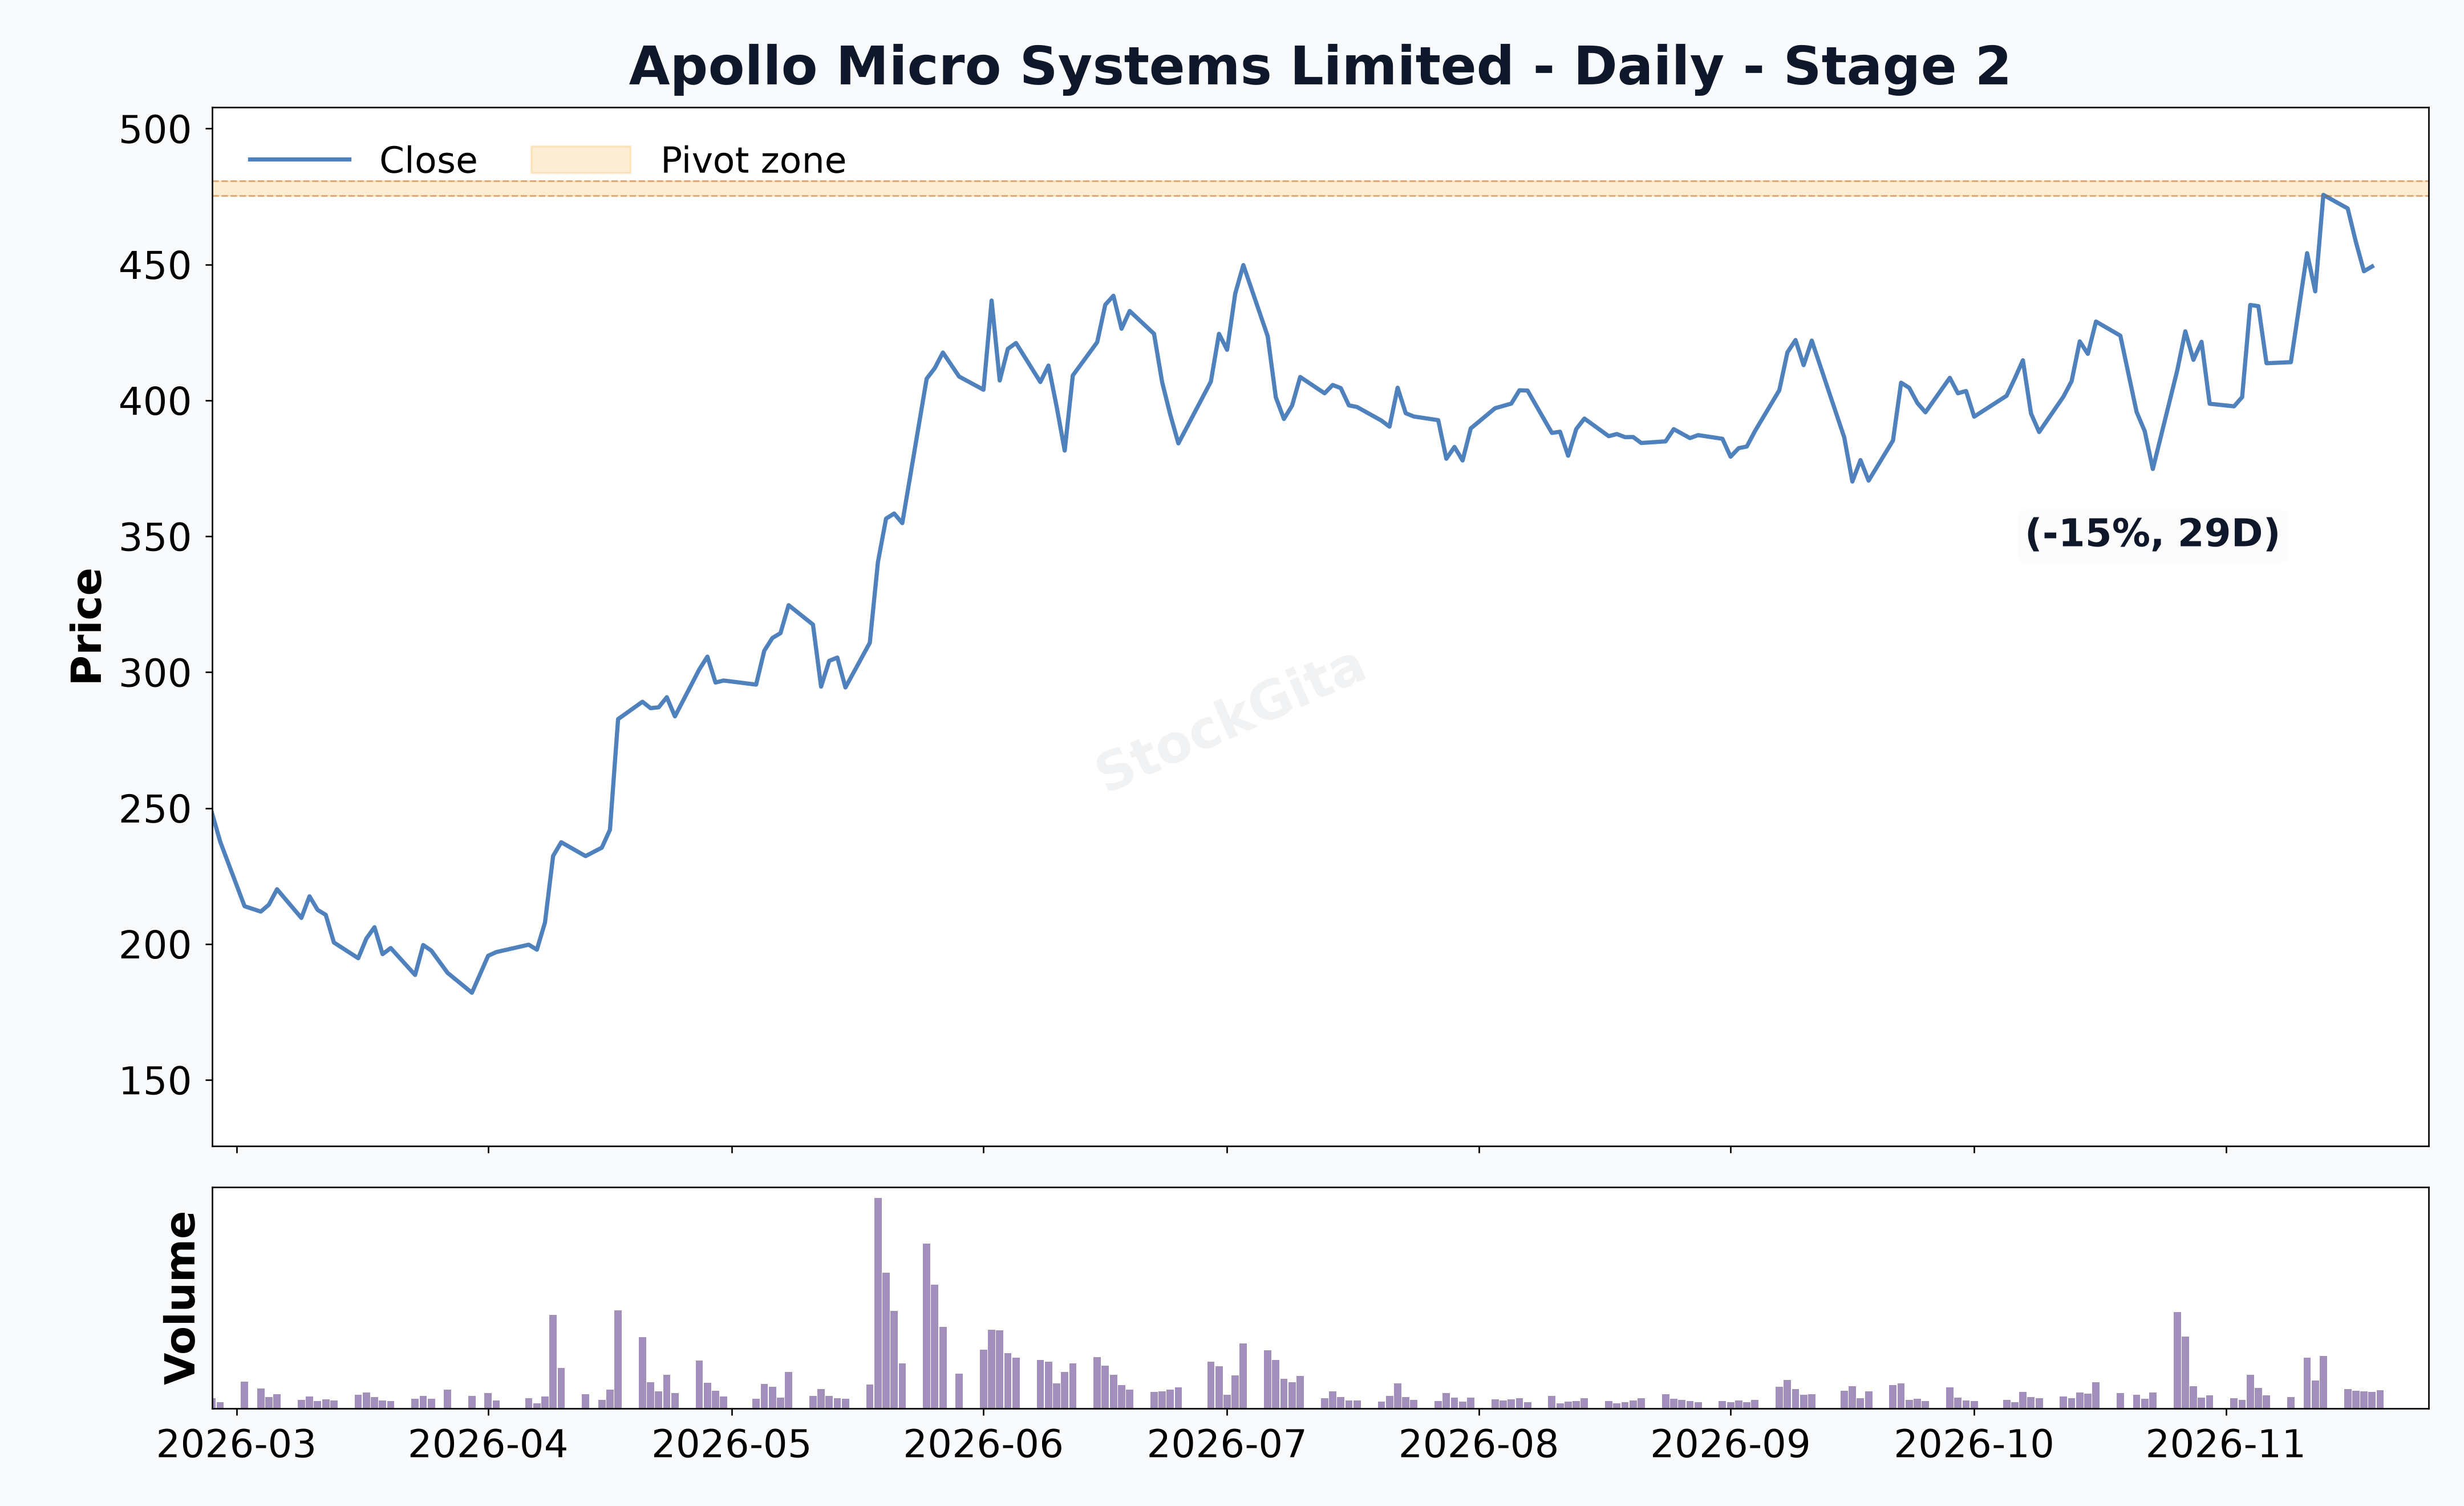 Apollo Micro Systems Limited - Daily - Stage 2
500
450
400
350
300
250
200
150
Price
Close
Pivot zone
(-15%, 29D)
StockGita
Volume
2026-03 2026-04 2026-05 2026-06 2026-07 2026-08 2026-09 2026-10 2026-11